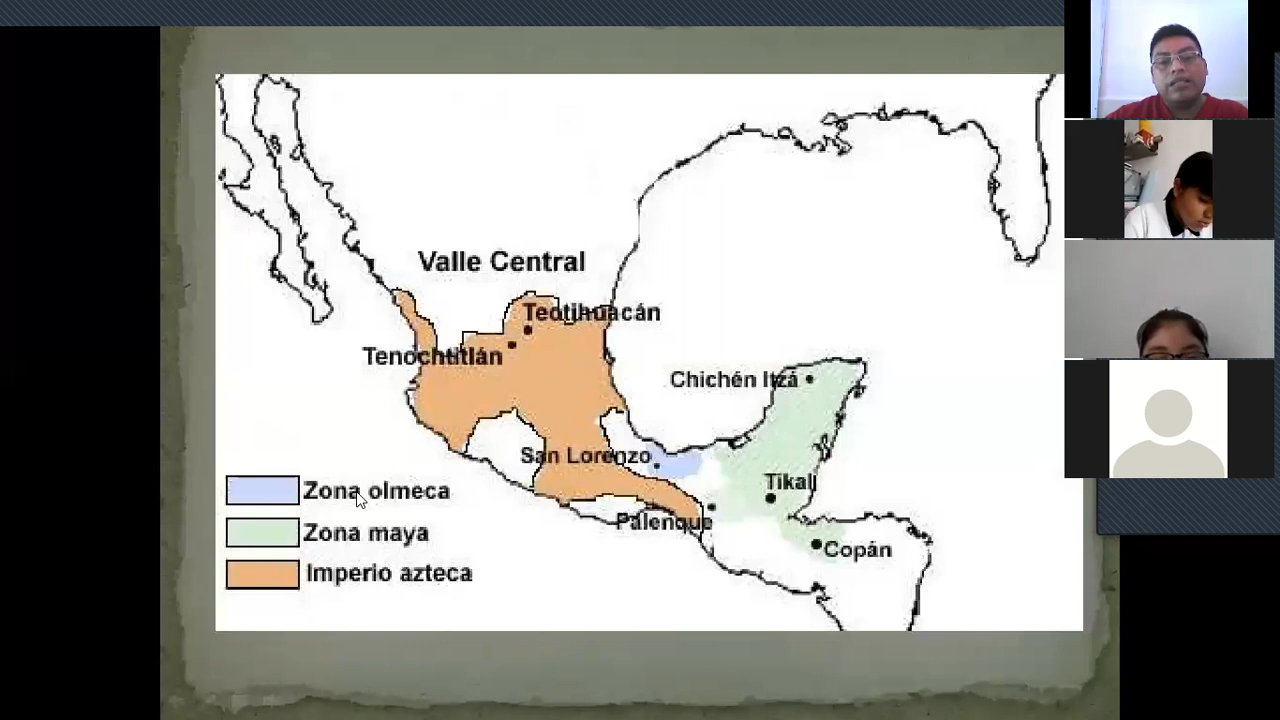 Valle Central
Teotihuacán
Tenochtitlán
Chichén Itzá
San Lorenzo
Tikal
Palenque
Copán
Zona olmeca
Zona maya
Imperio azteca